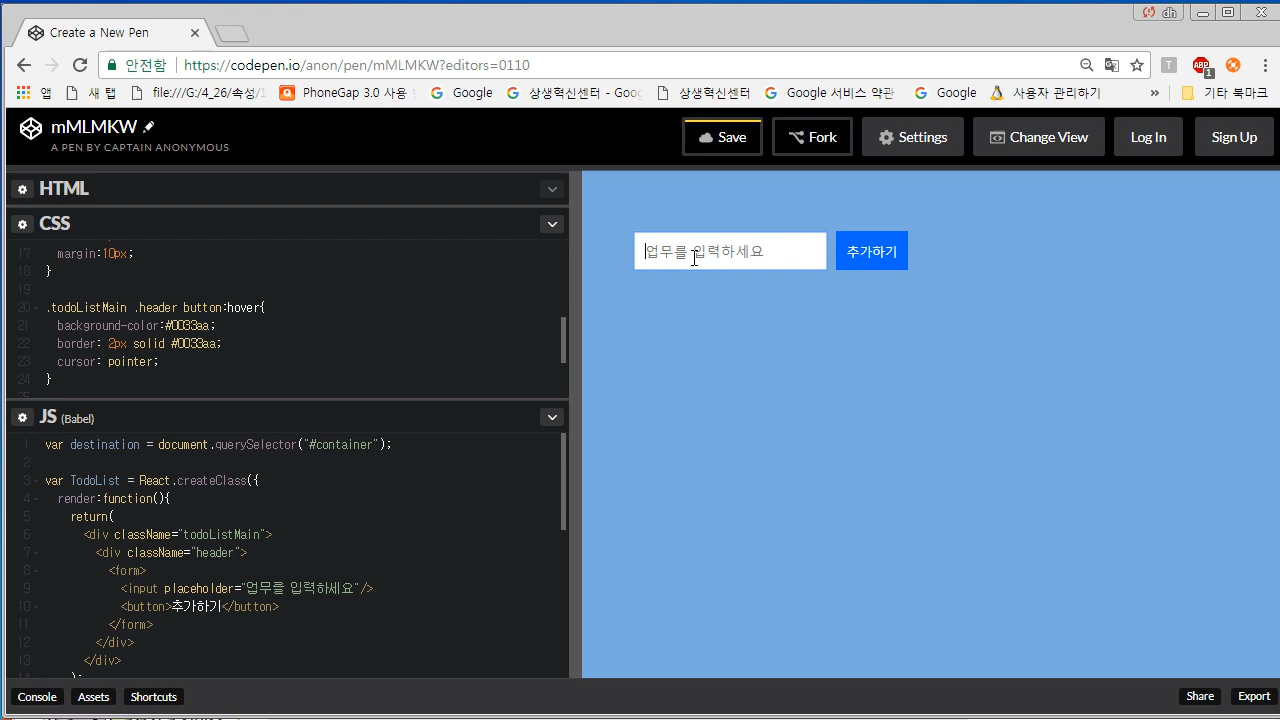 dh
Create a New Pen
안전함 https://codepen.io/anon/pen/mMLMKW?editors=0110
T ABP 1
앱 새 탭 file:///G:/4_26/속성/1 PhoneGap 3.0 사용 Google 상생혁신센터 - Goo 상생혁신센터 Google 서비스 약관 Google 사용자 관리하기 » 기타 북마크
mMLMKW
A PEN BY CAPTAIN ANONYMOUS
Save Fork Settings Change View Log In Sign Up
HTML
CSS
17 margin:10px;
18 }
19
20 .todoListMain .header button:hover{
21 background-color:#0033aa;
22 border: 2px solid #0033aa;
23 cursor: pointer;
24 }
25
JS (Babel)
1 var destination = document.querySelector("#container");
2
3 var TodoList = React.createClass({
4 render:function(){
5 return(
6 <div className="todoListMain">
7 <div className="header">
8 <form>
9 <input placeholder="업무를 입력하세요"/>
10 <button>추가하기</button>
11 </form>
12 </div>
13 </div>
14 );
업무를 입력하세요 추가하기
Console Assets Shortcuts
Share Export